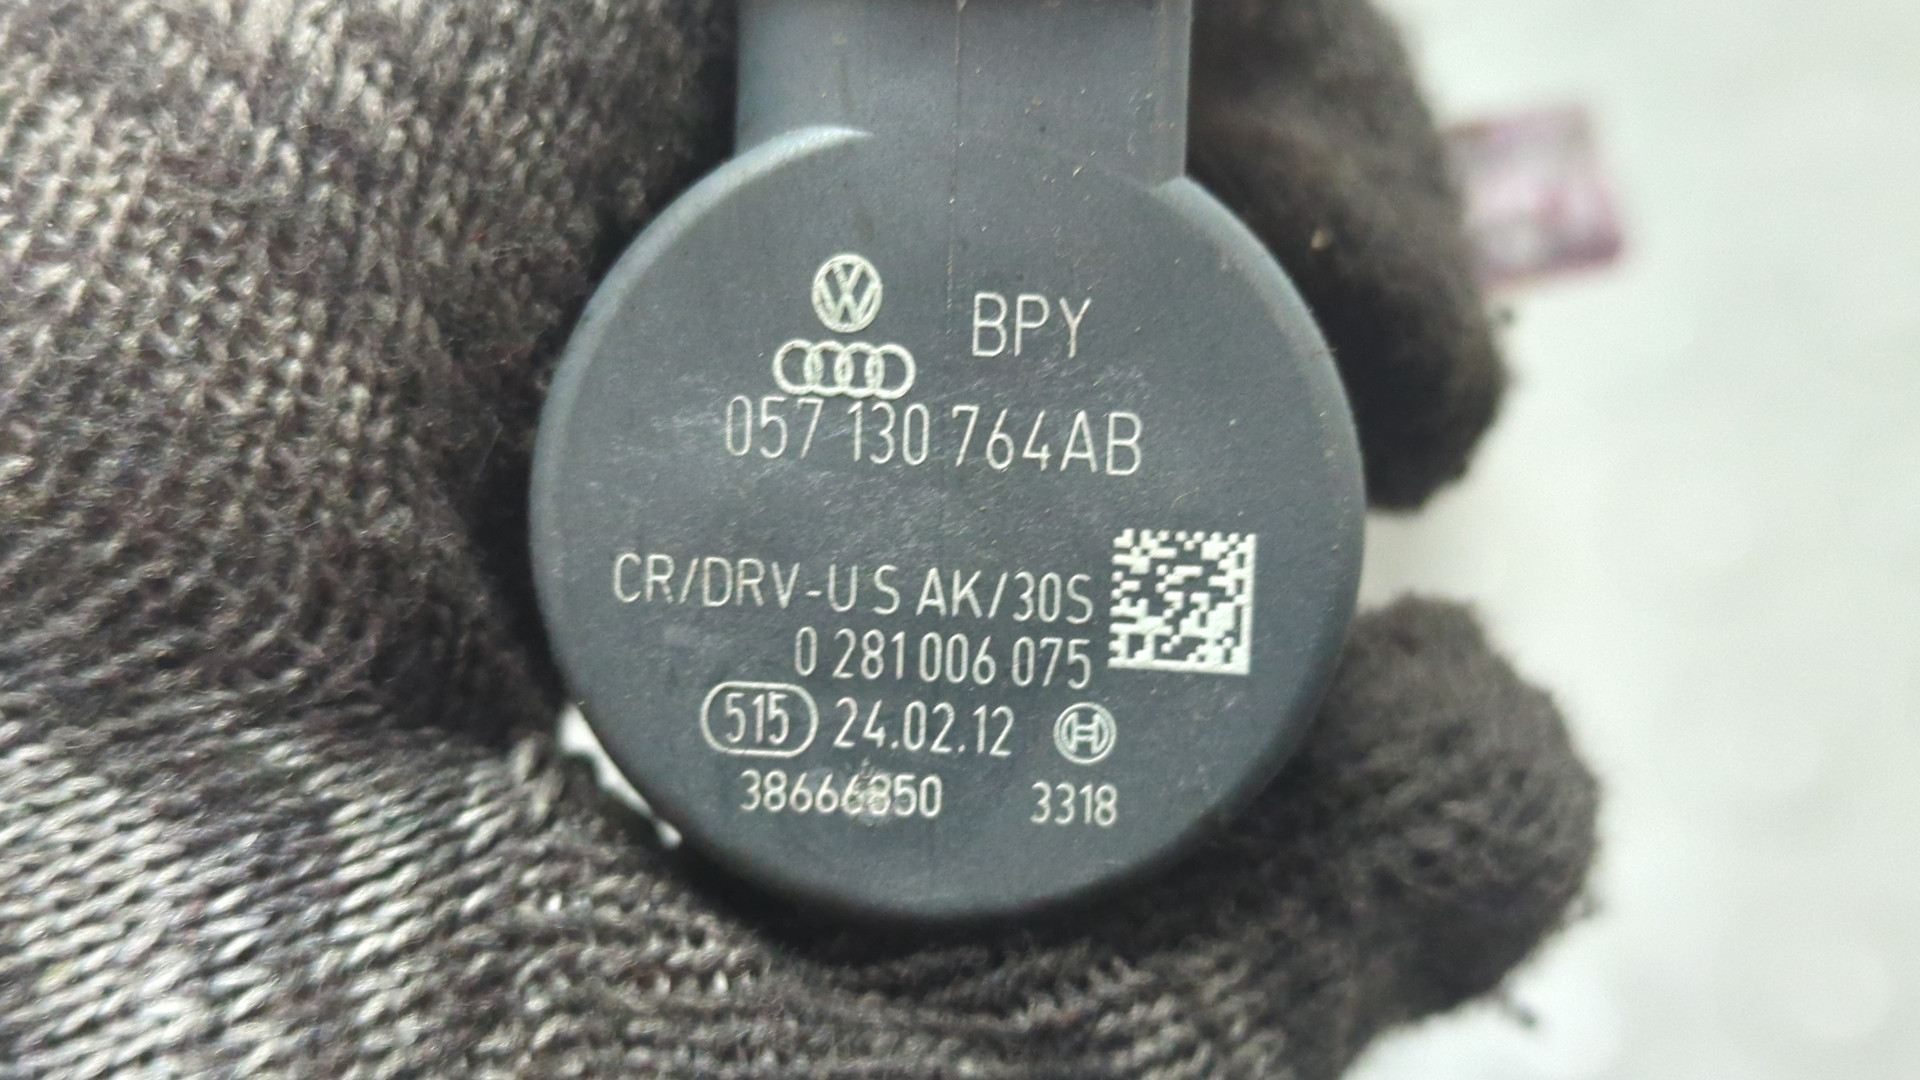 BPY
057 130 764AB
CR/DRV-U S AK/30S
0 281 006 075
515 24.02.12
38666850 3318